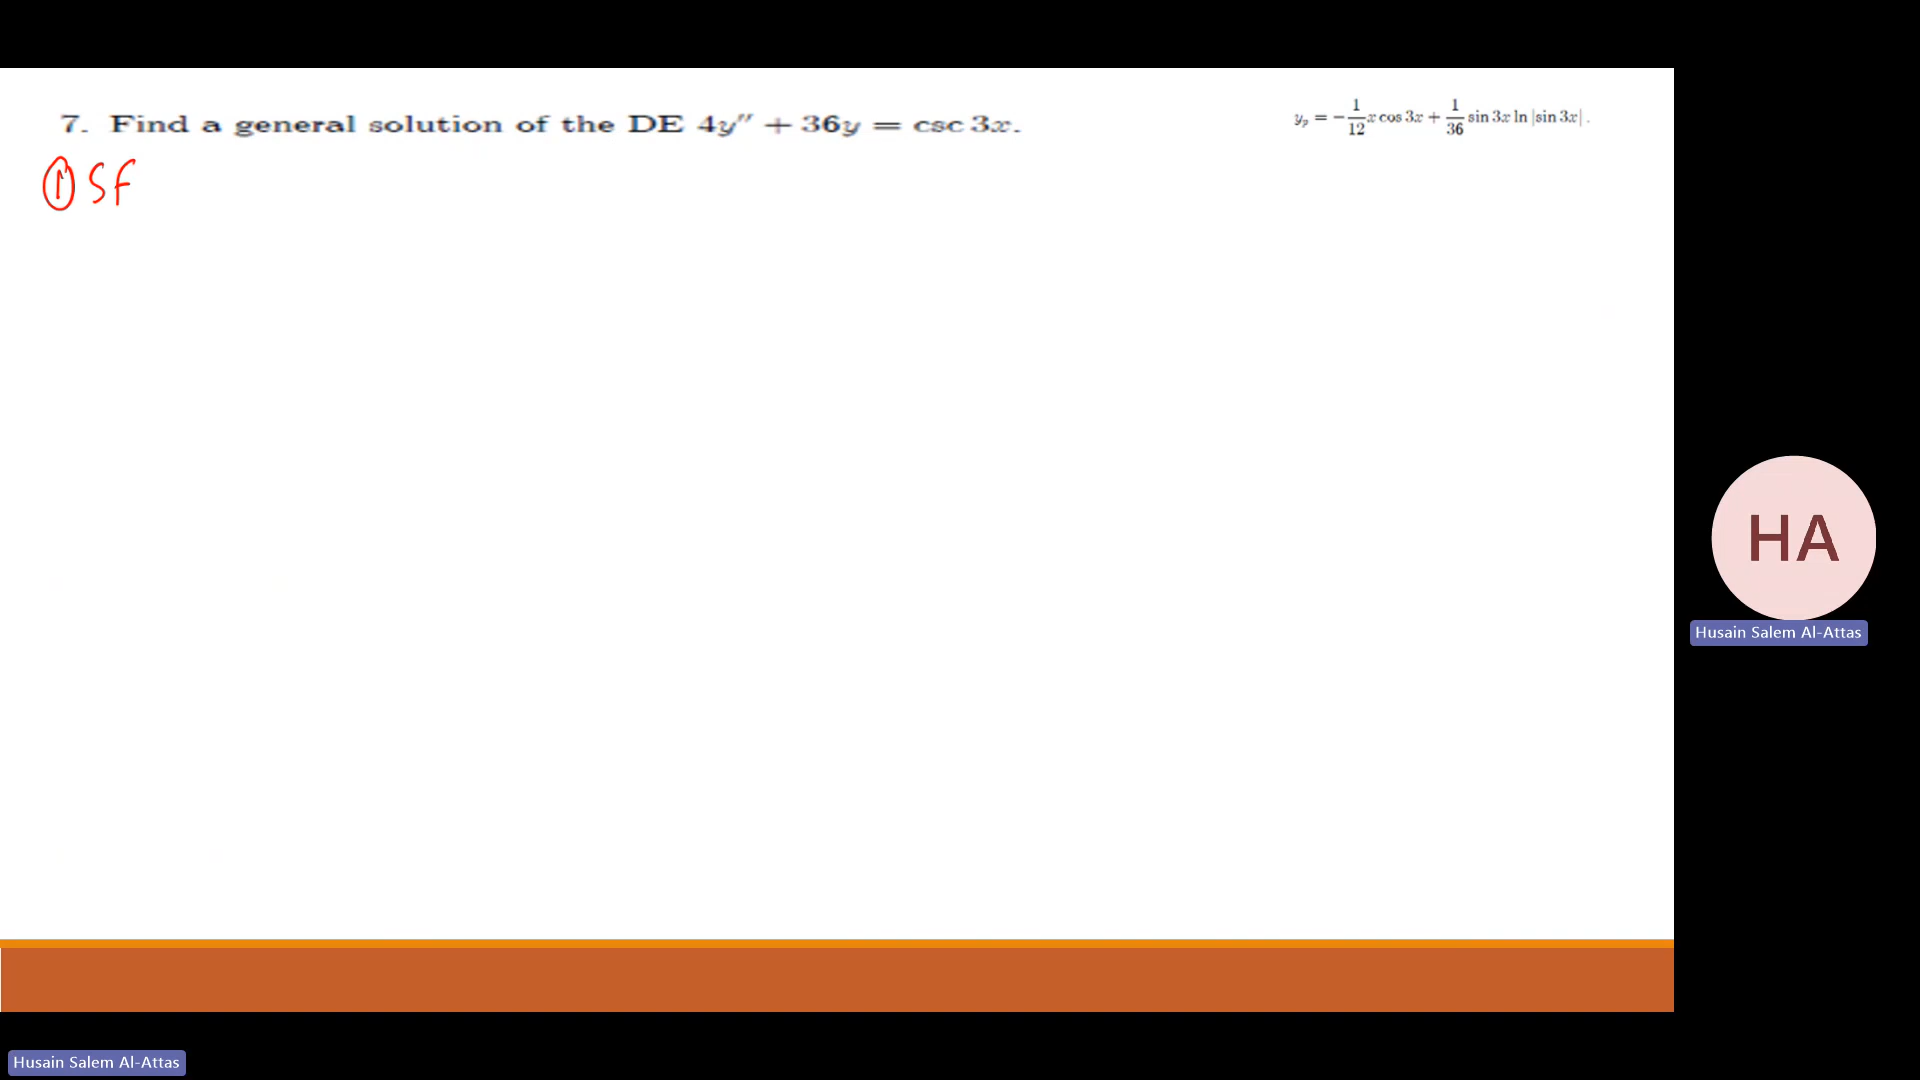 7. Find a general solution of the DE 4y″ + 36y = csc 3x.
y_p = −1/12 x cos 3x + 1/36 sin 3x ln |sin 3x| .
① SF
HA
Husain Salem Al-Attas
Husain Salem Al-Attas